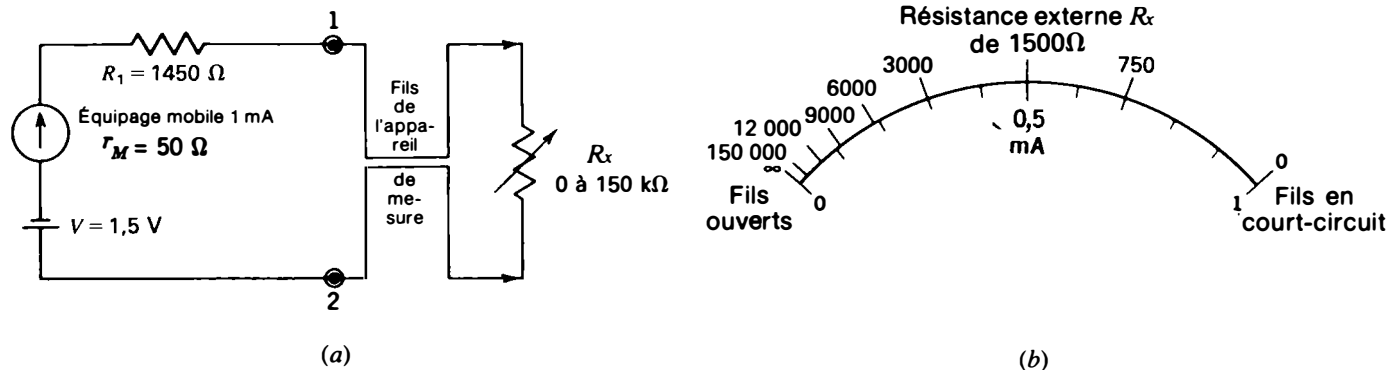 1
R₁ = 1450 Ω
Équipage mobile 1 mA
r_M = 50 Ω
V = 1,5 V
2
Fils
de
l'appa-
reil
de
me-
sure
Rx
0 à 150 kΩ
(a)
Résistance externe Rx
de 1500Ω
3000
750
6000
9000
12 000
150 000
∞
0
0,5
mA
0
1
Fils
ouverts
Fils en
court-circuit
(b)